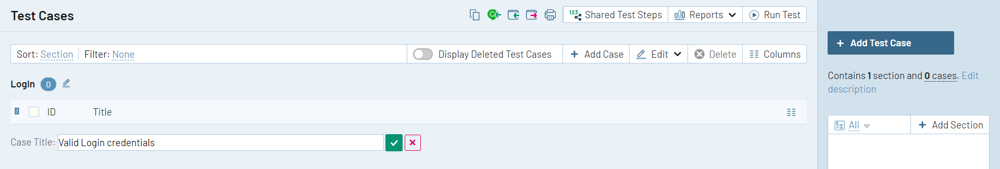 Test Cases
123 Shared Test Steps Reports Run Test
Add Test Case
Sort: Section Filter: None Display Deleted Test Cases Add Case Edit Delete Columns
Contains 1 section and 0 cases. Edit
description
Login 0
ID Title
All Add Section
Case Title: Valid Login credentials